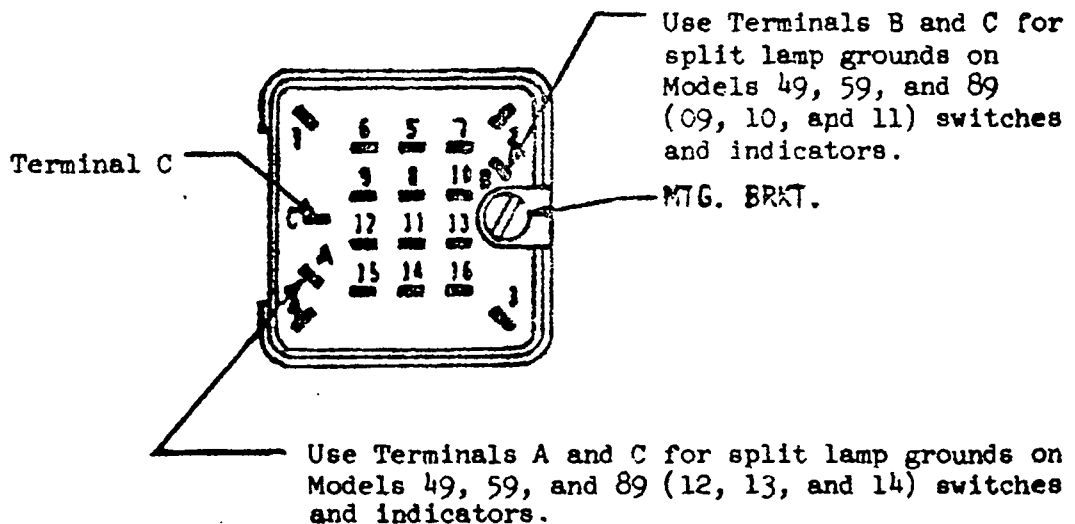 Use Terminals B and C for
split lamp grounds on
Models 49, 59, and 89
(09, 10, and 11) switches
and indicators.
MTG. BRKT.
Terminal C
1
6 5 7
9 8 10 B
C 12 11 13
A
15 14 16
3
Use Terminals A and C for split lamp grounds on
Models 49, 59, and 89 (12, 13, and 14) switches
and indicators.